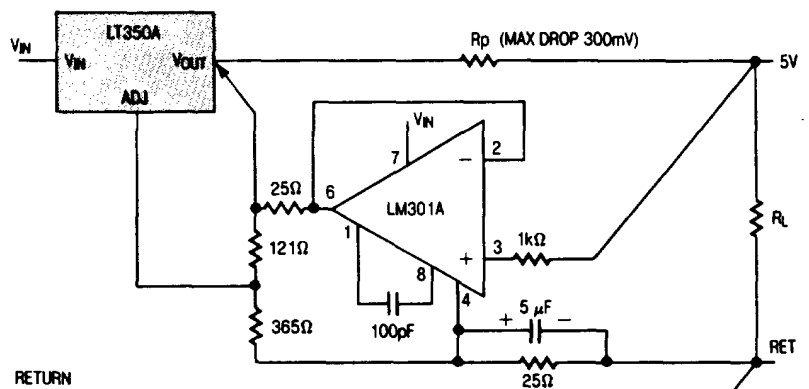 LT350A
VIN
VIN
VOUT
ADJ
Rp (MAX DROP 300mV)
5V
VIN
7
2
−
25Ω
6
LM301A
1
121Ω
3
+
1kΩ
8
4
RL
100pF
+
5 µF
−
365Ω
25Ω
RET
RETURN